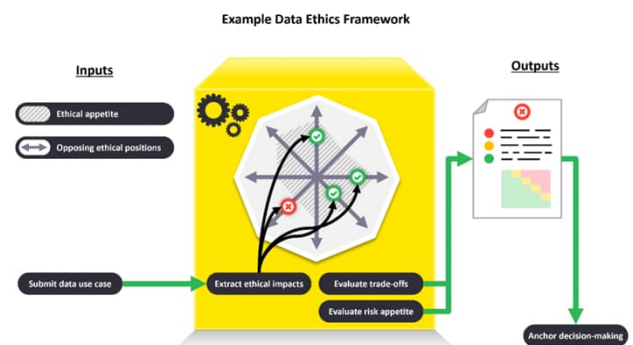 Example Data Ethics Framework
Inputs
Outputs
Ethical appetite
Opposing ethical positions
Submit data use case
Extract ethical impacts
Evaluate trade-offs
Evaluate risk appetite
Anchor decision-making